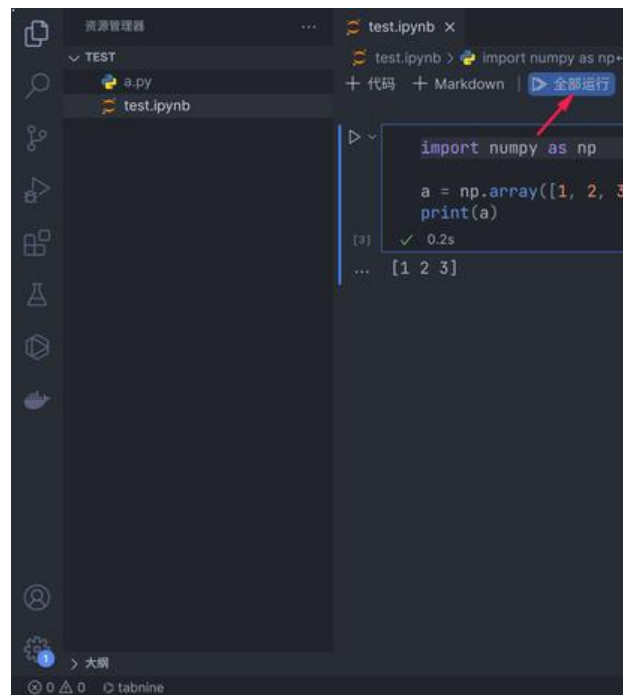 资源管理器 ...
TEST
a.py
test.ipynb
大纲
0 0 tabnine
1
test.ipynb
test.ipynb > import numpy as np
+ 代码 + Markdown | 全部运行
import numpy as np
a = np.array([1, 2, 3
print(a)
[3] ✓ 0.2s
... [1 2 3]